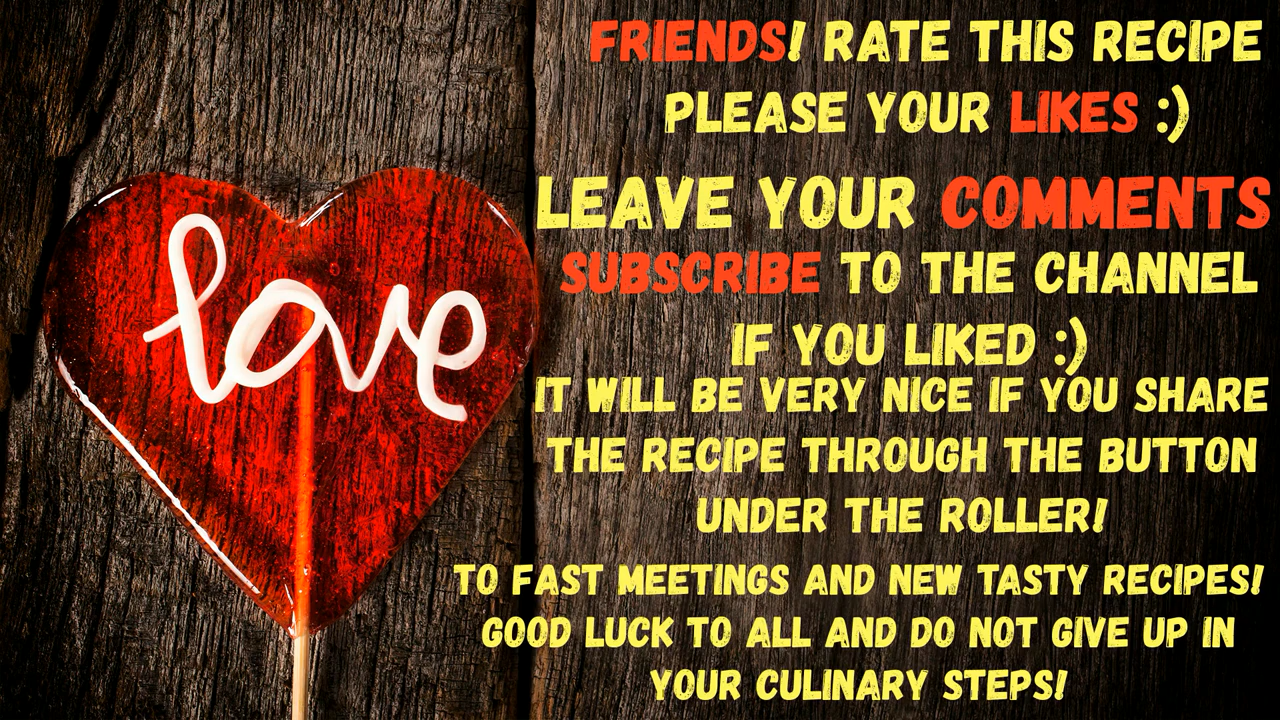 love
FRIENDS! RATE THIS RECIPE
PLEASE YOUR LIKES :)
LEAVE YOUR COMMENTS
SUBSCRIBE TO THE CHANNEL
IF YOU LIKED :)
IT WILL BE VERY NICE IF YOU SHARE
THE RECIPE THROUGH THE BUTTON
UNDER THE ROLLER!
TO FAST MEETINGS AND NEW TASTY RECIPES!
GOOD LUCK TO ALL AND DO NOT GIVE UP IN
YOUR CULINARY STEPS!